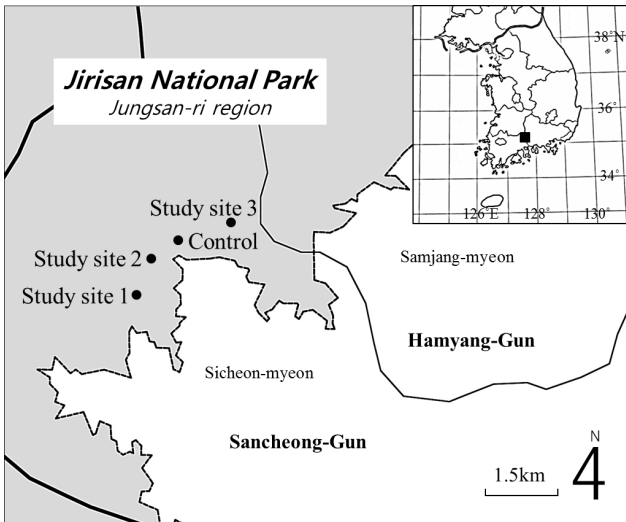 Jirisan National Park
Jungsan-ri region
38°N
36°
34°
126°E
128°
130°
Study site 3
Control
Study site 2
Study site 1
Samjang-myeon
Hamyang-Gun
Sicheon-myeon
Sancheong-Gun
1.5km
N